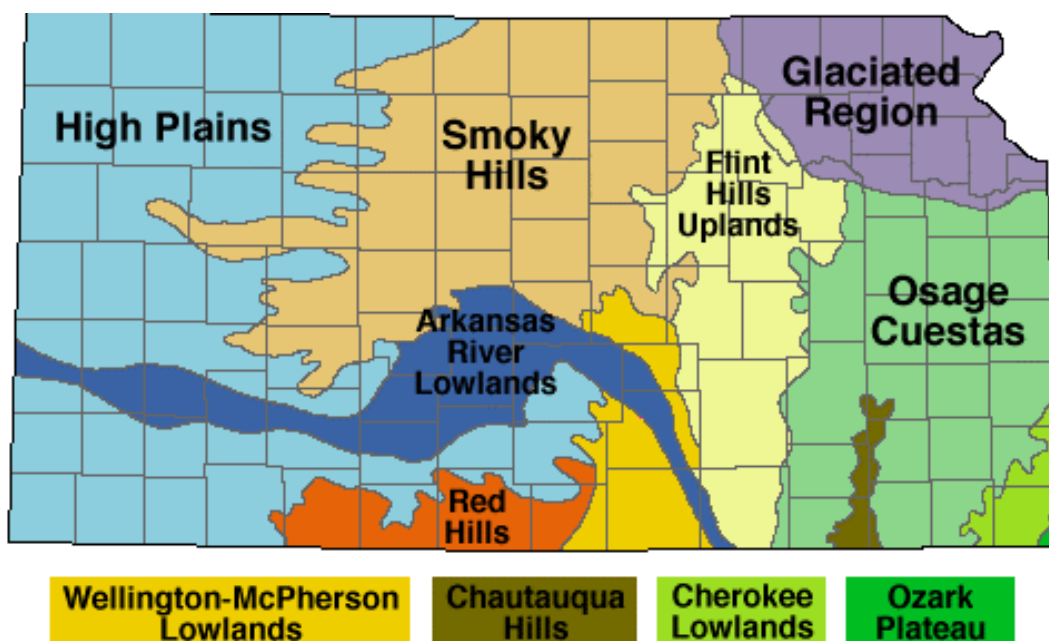 High Plains
Smoky
Hills
Glaciated
Region
Flint
Hills
Uplands
Osage
Cuestas
Arkansas
River
Lowlands
Red
Hills
Wellington-McPherson
Lowlands
Chautauqua
Hills
Cherokee
Lowlands
Ozark
Plateau